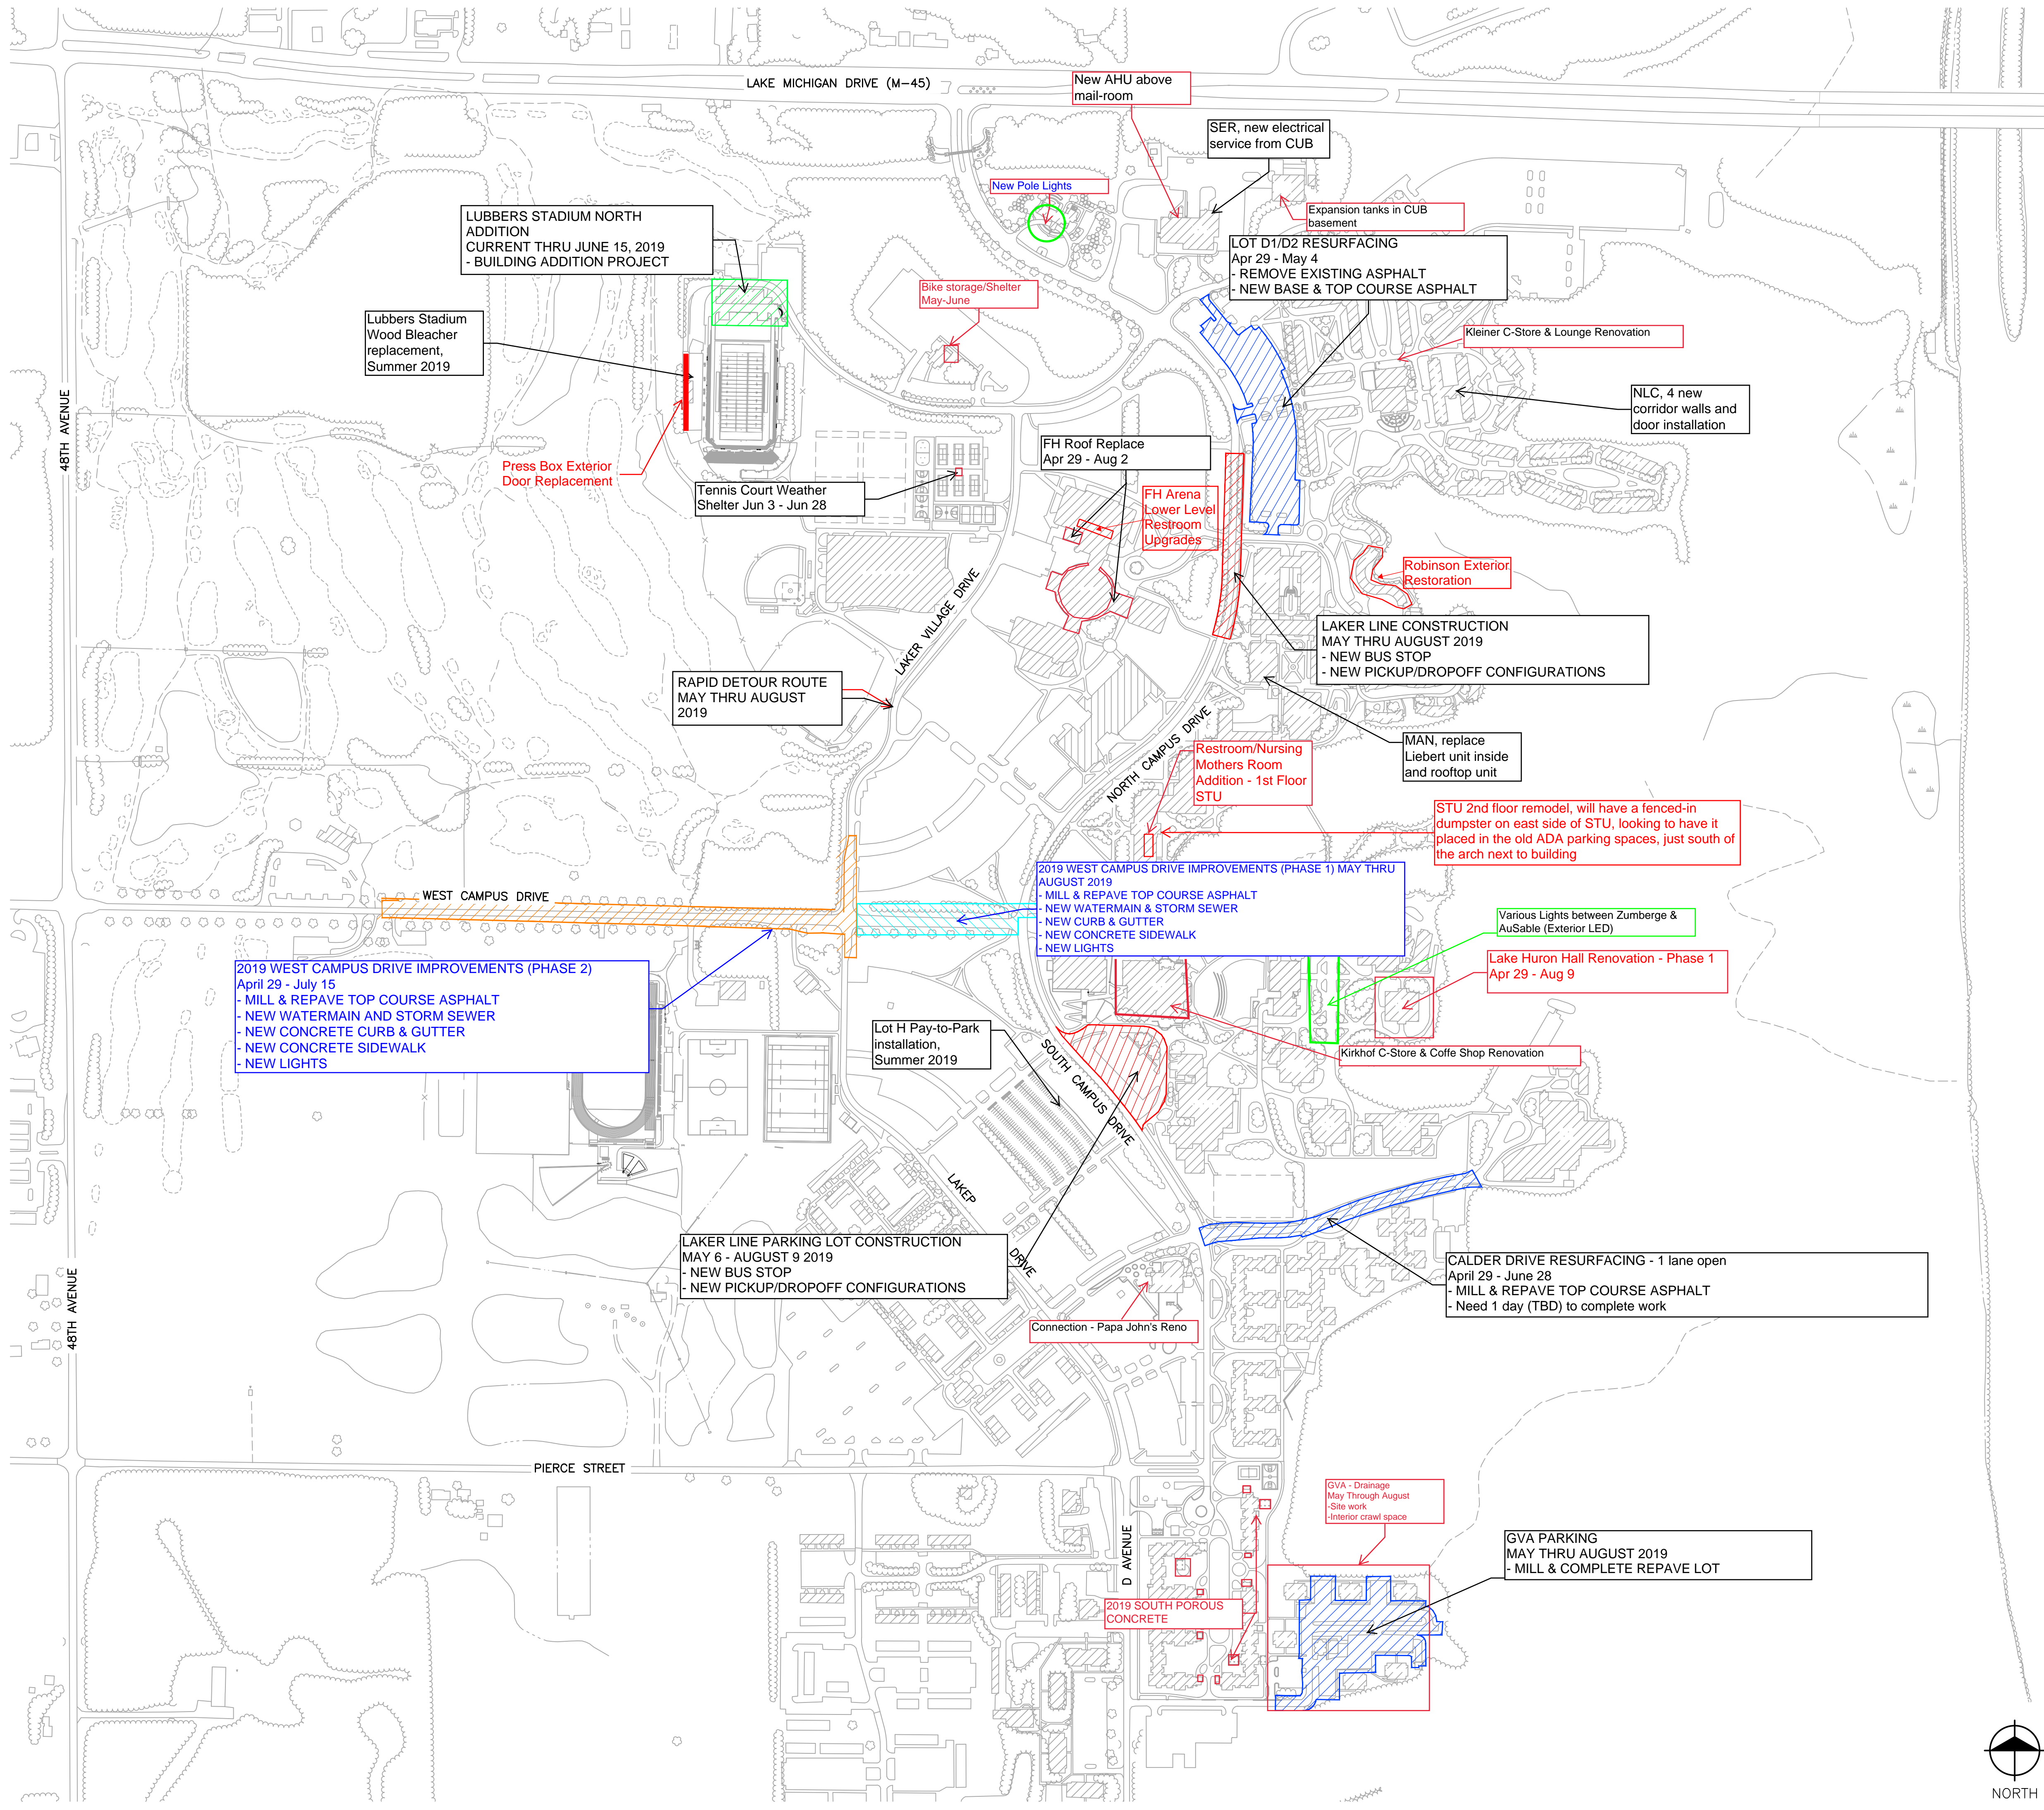 LAKE MICHIGAN DRIVE (M-45)
New AHU above
mail-room
SER, new electrical
service from CUB
New Pole Lights
Expansion tanks in CUB
basement
LUBBERS STADIUM NORTH
ADDITION
CURRENT THRU JUNE 15, 2019
- BUILDING ADDITION PROJECT
LOT D1/D2 RESURFACING
Apr 29 - May 4
- REMOVE EXISTING ASPHALT
- NEW BASE & TOP COURSE ASPHALT
Bike storage/Shelter
May-June
Lubbers Stadium
Wood Bleacher
replacement,
Summer 2019
Kleiner C-Store & Lounge Renovation
48TH AVENUE
NLC, 4 new
corridor walls and
door installation
FH Roof Replace
Apr 29 - Aug 2
Press Box Exterior
Door Replacement
Tennis Court Weather
Shelter Jun 3 - Jun 28
FH Arena
Lower Level
Restroom
Upgrades
Robinson Exterior
Restoration
LAKER VILLAGE DRIVE
LAKER LINE CONSTRUCTION
MAY THRU AUGUST 2019
- NEW BUS STOP
- NEW PICKUP/DROPOFF CONFIGURATIONS
RAPID DETOUR ROUTE
MAY THRU AUGUST
2019
NORTH CAMPUS DRIVE
MAN, replace
Liebert unit inside
and rooftop unit
Restroom/Nursing
Mothers Room
Addition - 1st Floor
STU
STU 2nd floor remodel, will have a fenced-in
dumpster on east side of STU, looking to have it
placed in the old ADA parking spaces, just south of
the arch next to building
2019 WEST CAMPUS DRIVE IMPROVEMENTS (PHASE 1) MAY THRU
AUGUST 2019
- MILL & REPAVE TOP COURSE ASPHALT
- NEW WATERMAIN & STORM SEWER
- NEW CURB & GUTTER
- NEW CONCRETE SIDEWALK
- NEW LIGHTS
WEST CAMPUS DRIVE
Various Lights between Zumberge &
AuSable (Exterior LED)
Lake Huron Hall Renovation - Phase 1
Apr 29 - Aug 9
2019 WEST CAMPUS DRIVE IMPROVEMENTS (PHASE 2)
April 29 - July 15
- MILL & REPAVE TOP COURSE ASPHALT
- NEW WATERMAIN AND STORM SEWER
- NEW CONCRETE CURB & GUTTER
- NEW CONCRETE SIDEWALK
- NEW LIGHTS
Lot H Pay-to-Park
installation,
Summer 2019
Kirkhof C-Store & Coffe Shop Renovation
SOUTH CAMPUS DRIVE
LAKER
DRIVE
LAKER LINE PARKING LOT CONSTRUCTION
MAY 6 - AUGUST 9 2019
- NEW BUS STOP
- NEW PICKUP/DROPOFF CONFIGURATIONS
CALDER DRIVE RESURFACING - 1 lane open
April 29 - June 28
- MILL & REPAVE TOP COURSE ASPHALT
- Need 1 day (TBD) to complete work
48TH AVENUE
Connection - Papa John's Reno
PIERCE STREET
GVA - Drainage
May Through August
-Site work
-Interior crawl space
D AVENUE
GVA PARKING
MAY THRU AUGUST 2019
- MILL & COMPLETE REPAVE LOT
2019 SOUTH POROUS
CONCRETE
NORTH